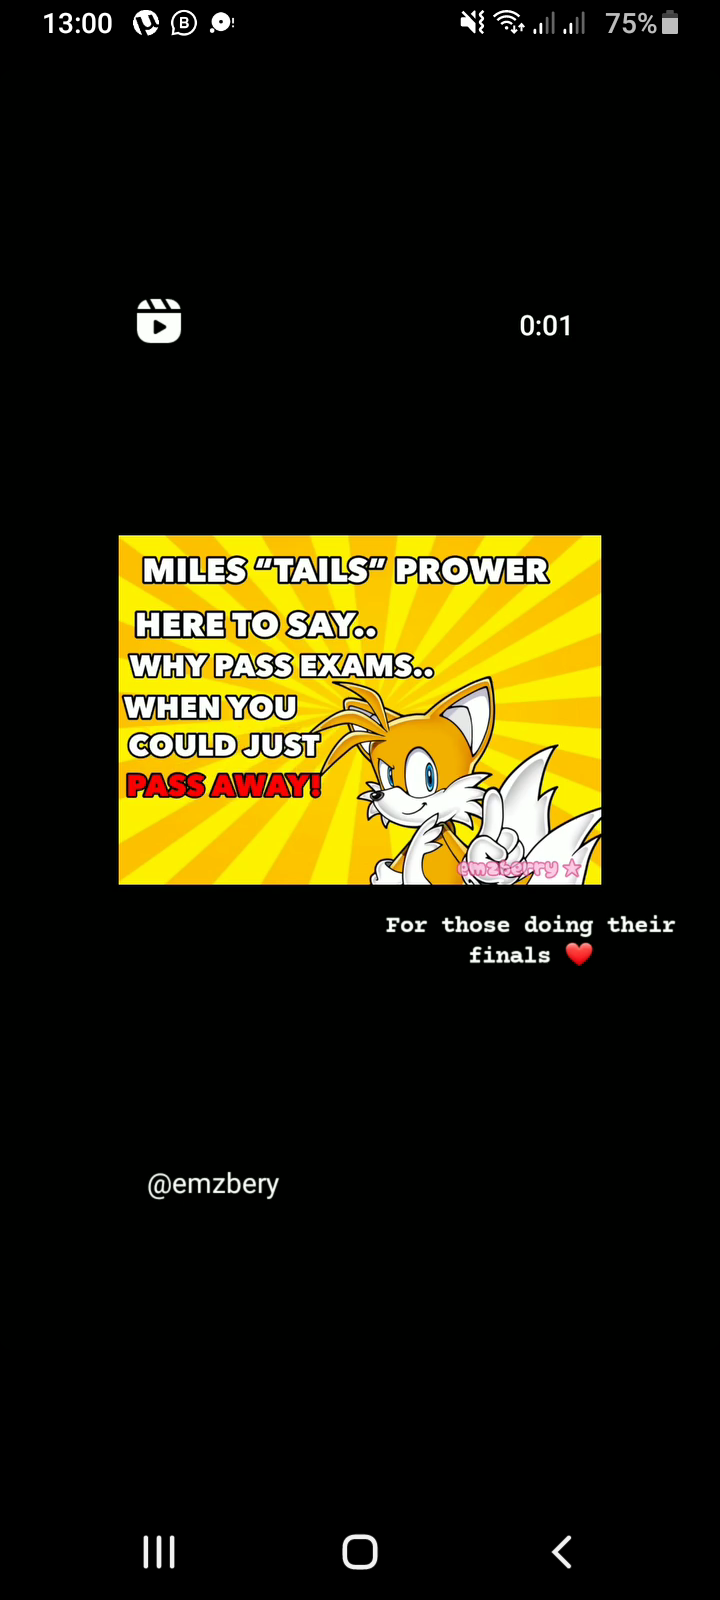 13:00
75%
0:01
MILES "TAILS" PROWER
HERE TO SAY..
WHY PASS EXAMS..
WHEN YOU
COULD JUST
PASS AWAY!
emzberry
For those doing their
finals ❤️
@emzbery